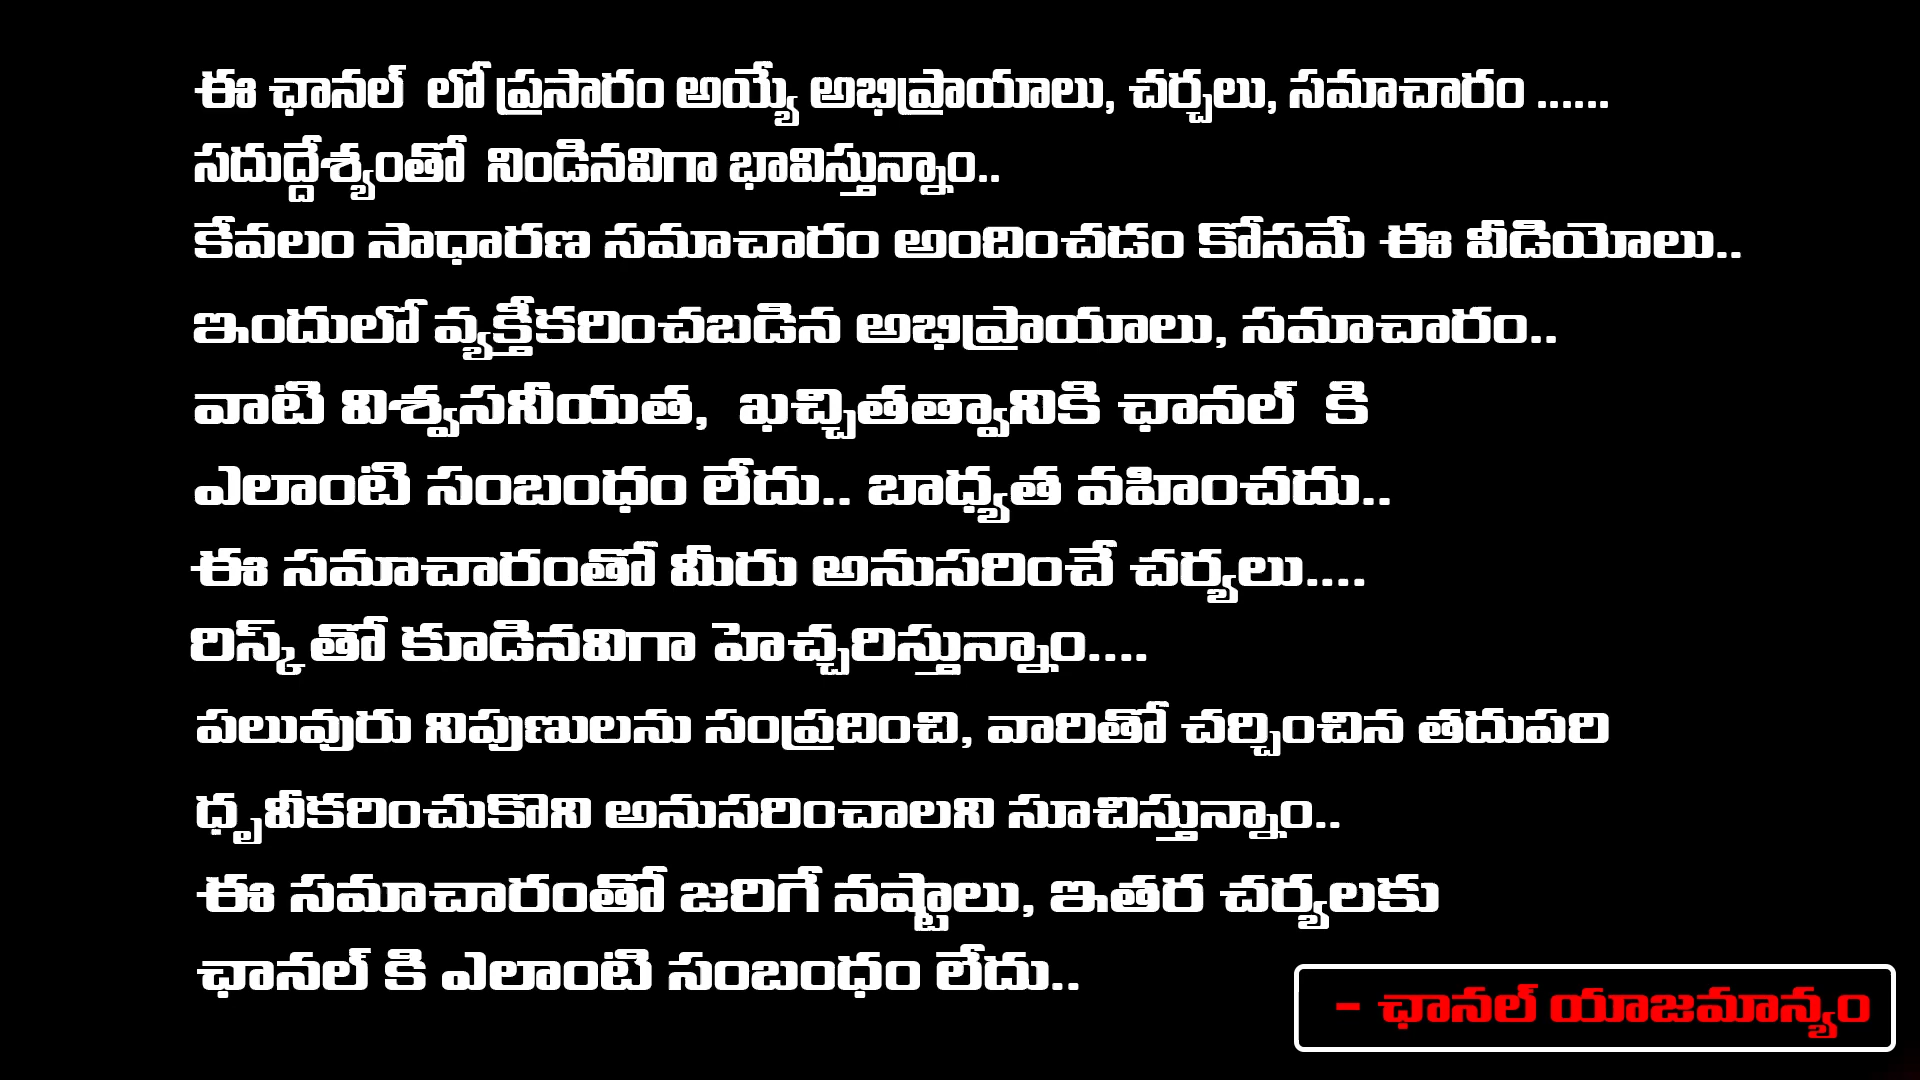 ఈ ఛానల్ లో ప్రసారం అయ్యే అభిప్రాయాలు, చర్చలు, సమాచారం ......
సదుద్దేశ్యంతో నిండినవిగా భావిస్తున్నాం..
కేవలం సాధారణ సమాచారం అందించడం కోసమే ఈ వీడియోలు..
ఇందులో వ్యక్తీకరించబడిన అభిప్రాయాలు, సమాచారం..
వాటి విశ్వసనీయత, ఖచ్చితత్వానికి ఛానల్ కి
ఎలాంటి సంబంధం లేదు.. బాధ్యత వహించదు..
ఈ సమాచారంతో మీరు అనుసరించే చర్యలు....
రిస్క్ తో కూడినవిగా హెచ్చరిస్తున్నాం....
పలువురు నిపుణులను సంప్రదించి, వారితో చర్చించిన తదుపరి
ధృవీకరించుకొని అనుసరించాలని సూచిస్తున్నాం..
ఈ సమాచారంతో జరిగే నష్టాలు, ఇతర చర్యలకు
ఛానల్ కి ఎలాంటి సంబంధం లేదు..
- ఛానల్ యాజమాన్యం